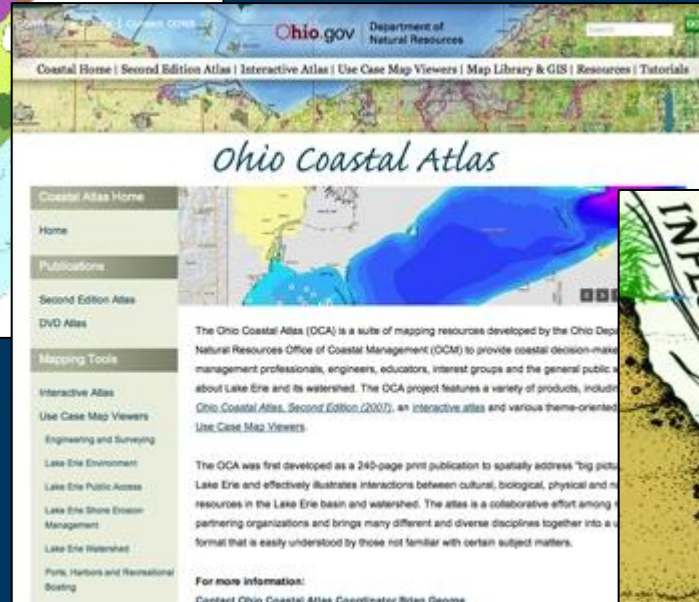 Ohio.gov Department of
Natural Resources
Search
Coastal Home | Second Edition Atlas | Interactive Atlas | Use Case Map Viewers | Map Library & GIS | Resources | Tutorials
Ohio Coastal Atlas
Coastal Atlas Home
Home
Publications
Second Edition Atlas
DVD Atlas
Mapping Tools
Interactive Atlas
Use Case Map Viewers
Engineering and Surveying
Lake Erie Environment
Lake Erie Public Access
Lake Erie Shore Erosion
Management
Lake Erie Watershed
Ports, Harbors and Recreational
Boating
The Ohio Coastal Atlas (OCA) is a suite of mapping resources developed by the Ohio
Natural Resources Office of Coastal Management (OCM) to provide coastal
management professionals, engineers, educators, interest groups and the general public
about Lake Erie and its watershed. The OCA project features a variety of products,
Ohio Coastal Atlas, Second Edition (2007), an interactive atlas and various theme-oriented
Use Case Map Viewers.
The OCA was first developed as a 240-page print publication to spatially address "big
Lake Erie and effectively illustrates interactions between cultural, biological, physical and
resources in the Lake Erie basin and watershed. The atlas is a collaborative effort among
partnering organizations and brings many different and diverse disciplines together into a
format that is easily understood by those not familiar with certain subject matters.
For more information:
Contact Ohio Coastal Atlas Coordinator Brian George